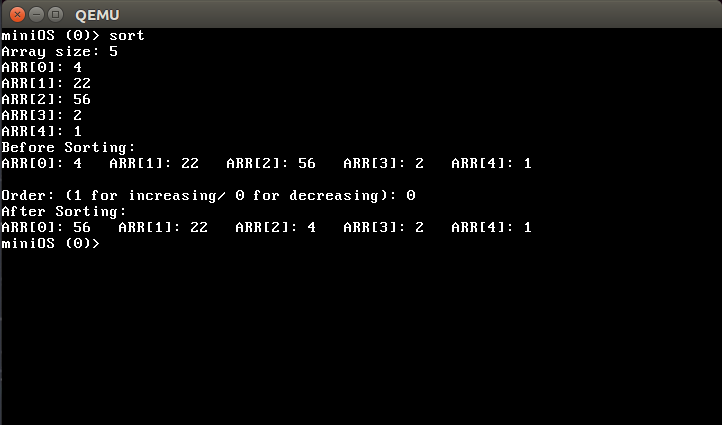 QEMU
miniOS (0)> sort
Array size: 5
ARR[0]: 4
ARR[1]: 22
ARR[2]: 56
ARR[3]: 2
ARR[4]: 1
Before Sorting:
ARR[0]: 4   ARR[1]: 22   ARR[2]: 56   ARR[3]: 2   ARR[4]: 1
Order: (1 for increasing/ 0 for decreasing): 0
After Sorting:
ARR[0]: 56   ARR[1]: 22   ARR[2]: 4   ARR[3]: 2   ARR[4]: 1
miniOS (0)>